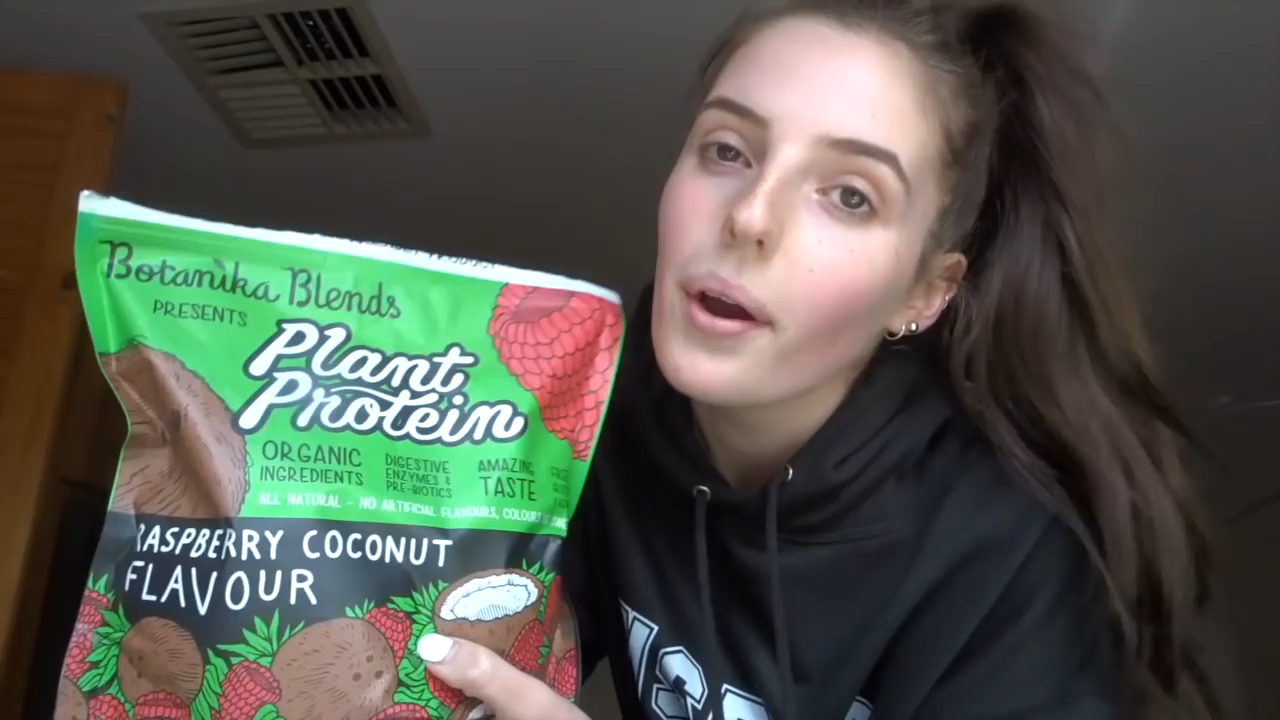 Botanika Blends
PRESENTS
Plant
Protein
ORGANIC
INGREDIENTS
DIGESTIVE
ENZYMES &
PRE-BIOTICS
AMAZING
TASTE
ALL NATURAL - NO ARTIFICIAL FLAVOURS, COLOURS
RASPBERRY COCONUT
FLAVOUR